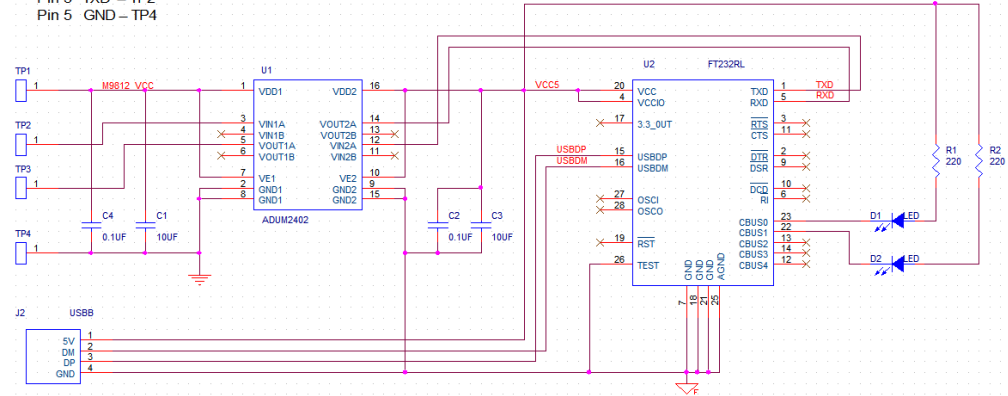 Pin 5 GND – TP4
TP1
1
M9812_VCC
TP2
1
TP3
1
TP4
1
C4
0.1UF
C1
10UF
U1
1 VDD1 VDD2 16
3 VIN1A VOUT2A 14
4 VIN1B VOUT2B 13
5 VOUT1A VIN2A 12
6 VOUT1B VIN2B 11
7 VE1 VE2 10
2 GND1 GND2 9
8 GND1 GND2 15
ADUM2402
C2
0.1UF
C3
10UF
VCC5
USBDP
USBDM
U2 FT232RL
20 VCC TXD 1 TXD
4 VCCIO RXD 5 RXD
17 3.3_OUT RTS 3
CTS 11
15 USBDP DTR 2
16 USBDM DSR 9
DCD 10
27 OSCI RI 6
28 OSCO
CBUS0 23
CBUS1 22
19 RST CBUS2 13
CBUS3 14
26 TEST CBUS4 12
GND GND GND AGND
7 18 21 25
D1 LED
D2 LED
R1
220
R2
220
J2 USBB
5V 1
DM 2
DP 3
GND 4
F